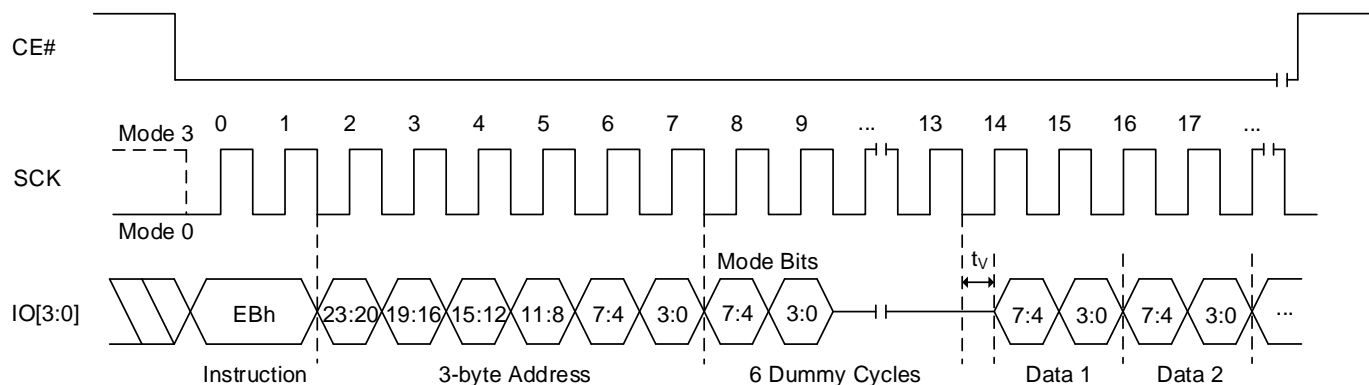 CE#
Mode 3
0 1 2 3 4 5 6 7 8 9 ... 13 14 15 16 17 ...
SCK
Mode 0
Mode Bits
tV
IO[3:0]
EBh 23:20 19:16 15:12 11:8 7:4 3:0 7:4 3:0 7:4 3:0 7:4 3:0 ...
Instruction 3-byte Address 6 Dummy Cycles Data 1 Data 2